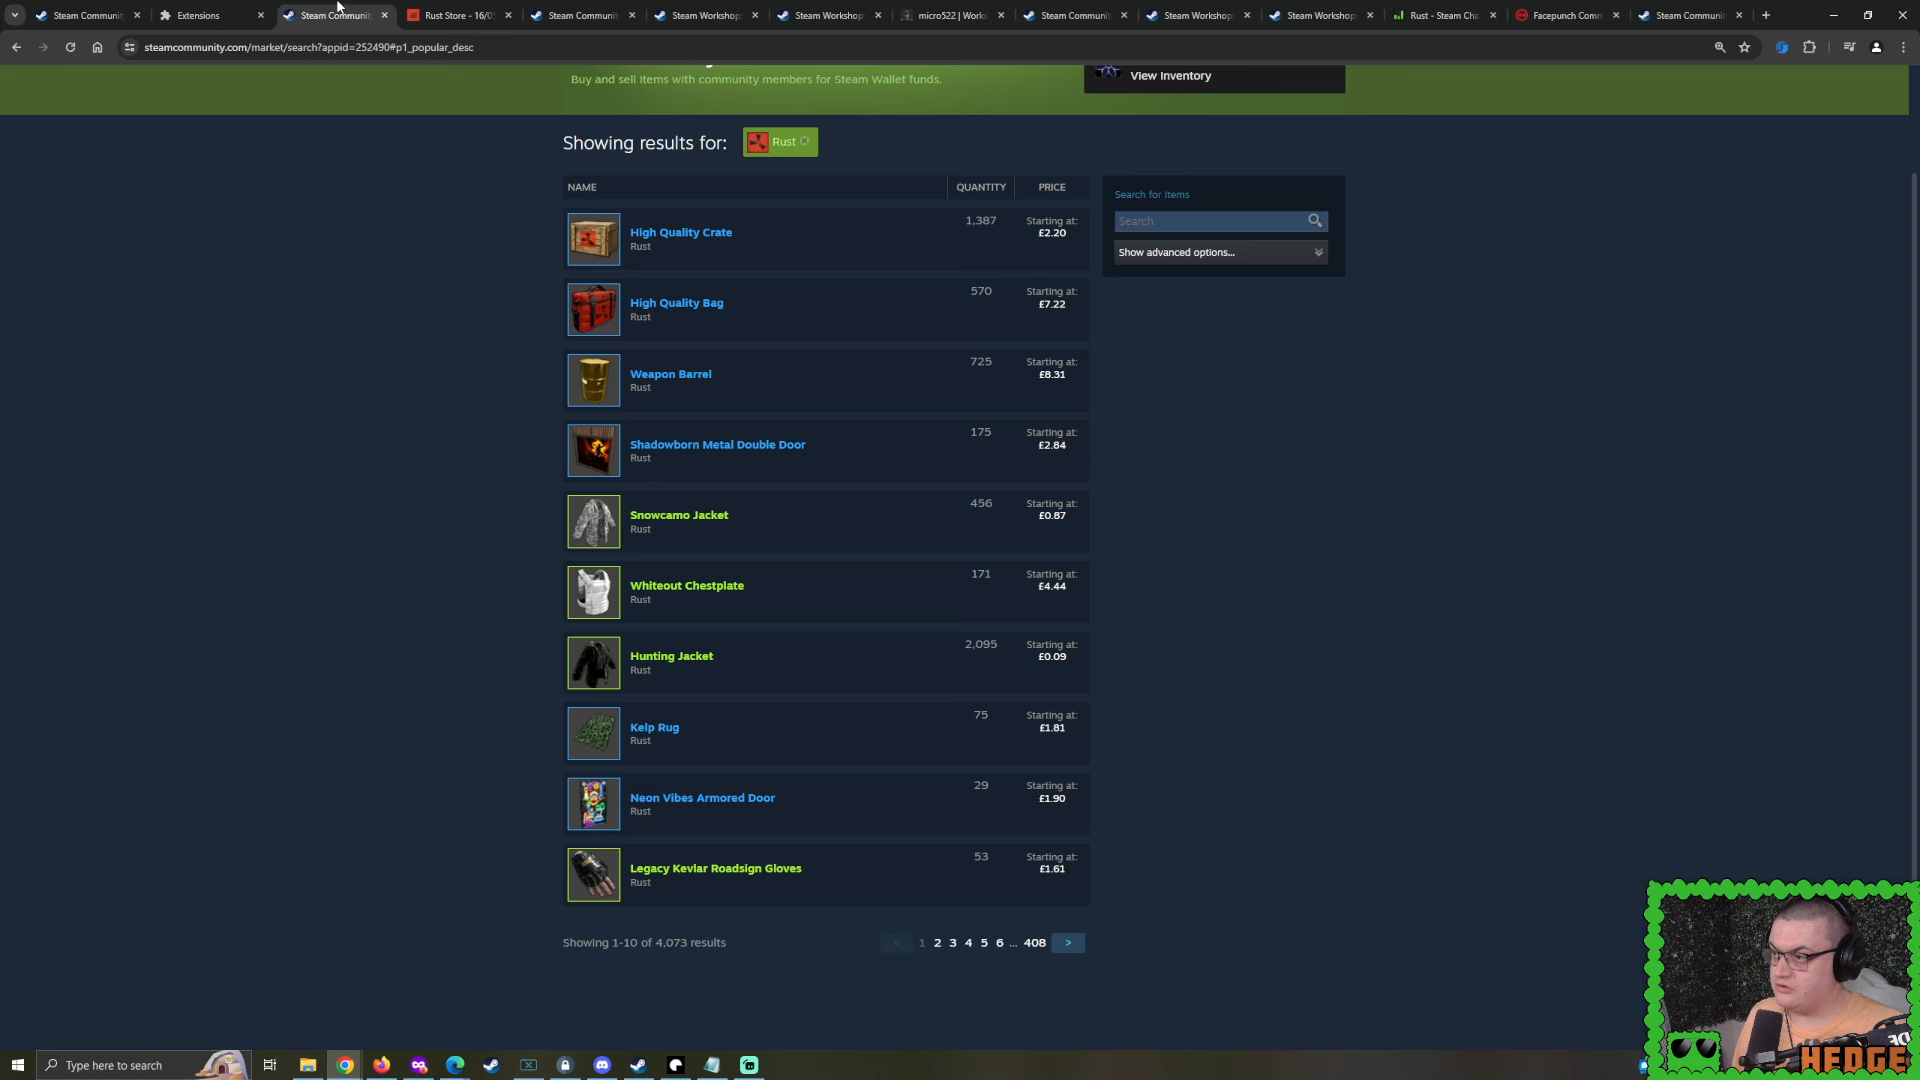 Steam Communit
Extensions
Steam Communit
Rust Store - 16/0
Steam Communit
Steam Workshop
Steam Workshop
micro522 | Work
Steam Communit
Steam Workshop
Steam Workshop
Rust - Steam Cha
Facepunch Comm
Steam Communit
steamcommunity.com/market/search?appid=252490#p1_popular_desc
Buy and sell items with community members for Steam Wallet funds.
View Inventory
Showing results for: Rust
NAME QUANTITY PRICE
Search for Items
Search
Show advanced options...
High Quality Crate
Rust
1,387
Starting at:
£2.20
High Quality Bag
Rust
570
Starting at:
£7.22
Weapon Barrel
Rust
725
Starting at:
£8.31
Shadowborn Metal Double Door
Rust
175
Starting at:
£2.84
Snowcamo Jacket
Rust
456
Starting at:
£0.87
Whiteout Chestplate
Rust
171
Starting at:
£4.44
Hunting Jacket
Rust
2,095
Starting at:
£0.09
Kelp Rug
Rust
75
Starting at:
£1.81
Neon Vibes Armored Door
Rust
29
Starting at:
£1.90
Legacy Kevlar Roadsign Gloves
Rust
53
Starting at:
£1.61
Showing 1-10 of 4,073 results
< 1 2 3 4 5 6 ... 408 >
Type here to search
HEDGE